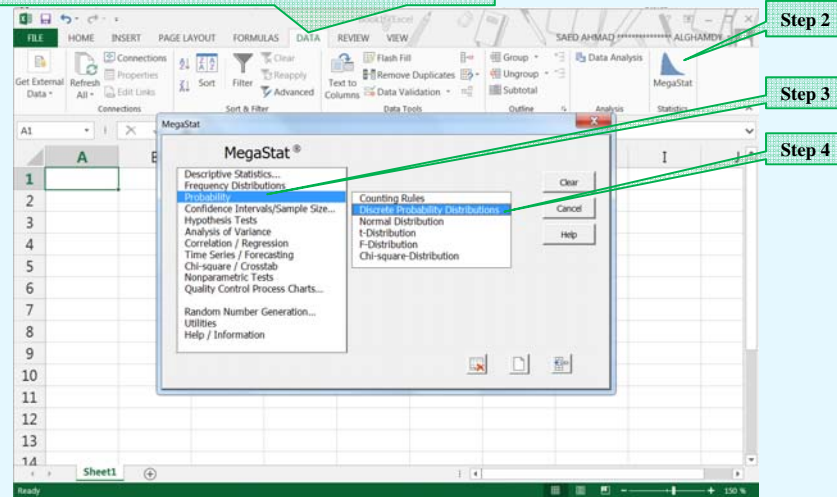 Book1 - Excel
FILE HOME INSERT PAGE LAYOUT FORMULAS DATA REVIEW VIEW SAED AHMAD ************** ALGHAMDY
Step 2
Get External Data
Refresh All
Connections
Properties
Edit Links
Connections
Sort
Filter
Clear
Reapply
Advanced
Sort & Filter
Text to Columns
Flash Fill
Remove Duplicates
Data Validation
Data Tools
Group
Ungroup
Subtotal
Outline
Data Analysis
Analysis
MegaStat
Statistics
Step 3
A1
MegaStat
Step 4
A I J
MegaStat ®
Descriptive Statistics...
Frequency Distributions
Probability
Confidence Intervals/Sample Size...
Hypothesis Tests
Analysis of Variance
Correlation / Regression
Time Series / Forecasting
Chi-square / Crosstab
Nonparametric Tests
Quality Control Process Charts...
Random Number Generation...
Utilities
Help / Information
Counting Rules
Discrete Probability Distributions
Normal Distribution
t-Distribution
F-Distribution
Chi-square-Distribution
Clear
Cancel
Help
1
2
3
4
5
6
7
8
9
10
11
12
13
14
Sheet1
Ready
150 %